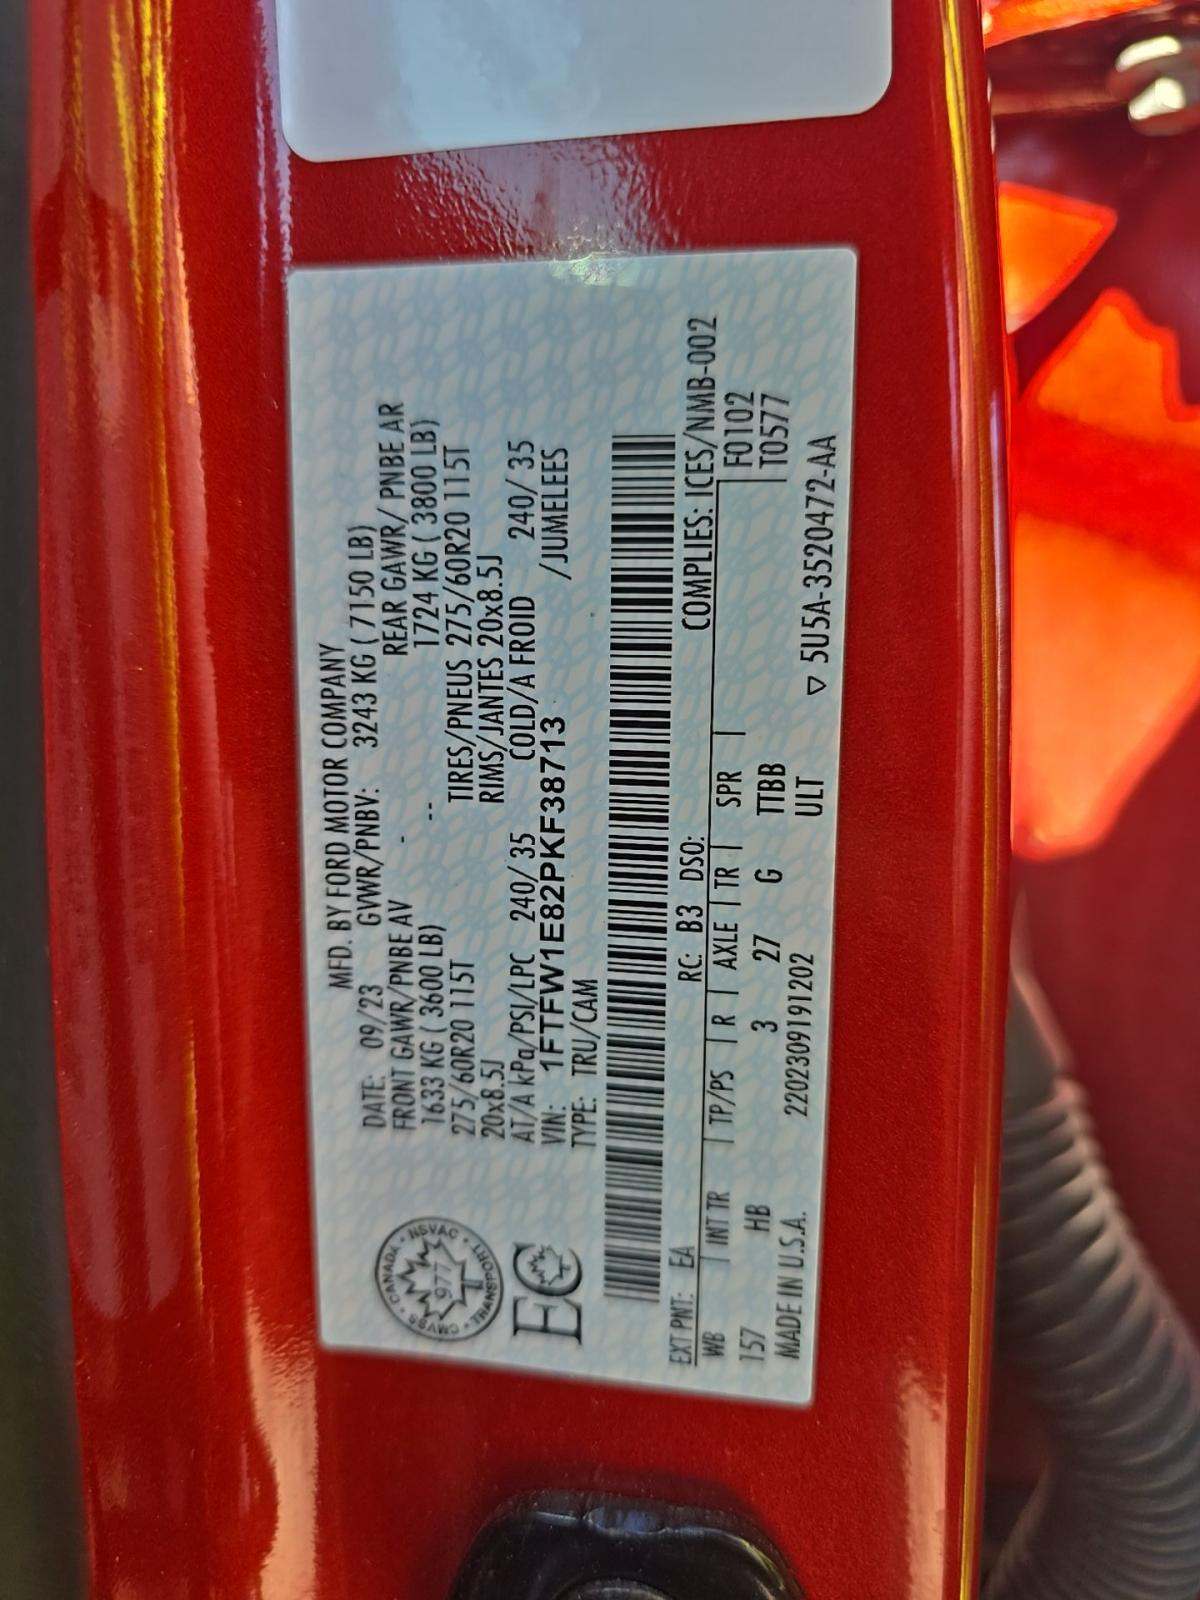 MFD. BY FORD MOTOR COMPANY
DATE: 09/23 GVWR/PNBV: 3243 KG ( 7150 LB)
FRONT GAWR/PNBE AV - REAR GAWR/ PNBE AR
1633 KG ( 3600 LB) -- 1724 KG ( 3800 LB)
275/60R20 115T TIRES/PNEUS 275/60R20 115T
20x8.5J RIMS/JANTES 20x8.5J
AT/A kPa/PSI/LPC 240/ 35 COLD/A FROID 240/ 35
VIN: 1FTFW1E82PKF38713 /JUMELEES
TYPE: TRU/CAM
CANADA • NSVAC • TRANSPORT • CMVSS •
977
EC
EXT PNT: EA RC: B3 DSO: COMPLIES: ICES/NMB-002
WB | INT TR | TP/PS | R | AXLE | TR | SPR | F0102
157 HB 3 27 G TTBB T0577
MADE IN U.S.A. 2202309191202 ULT
▽ 5U5A-3520472-AA